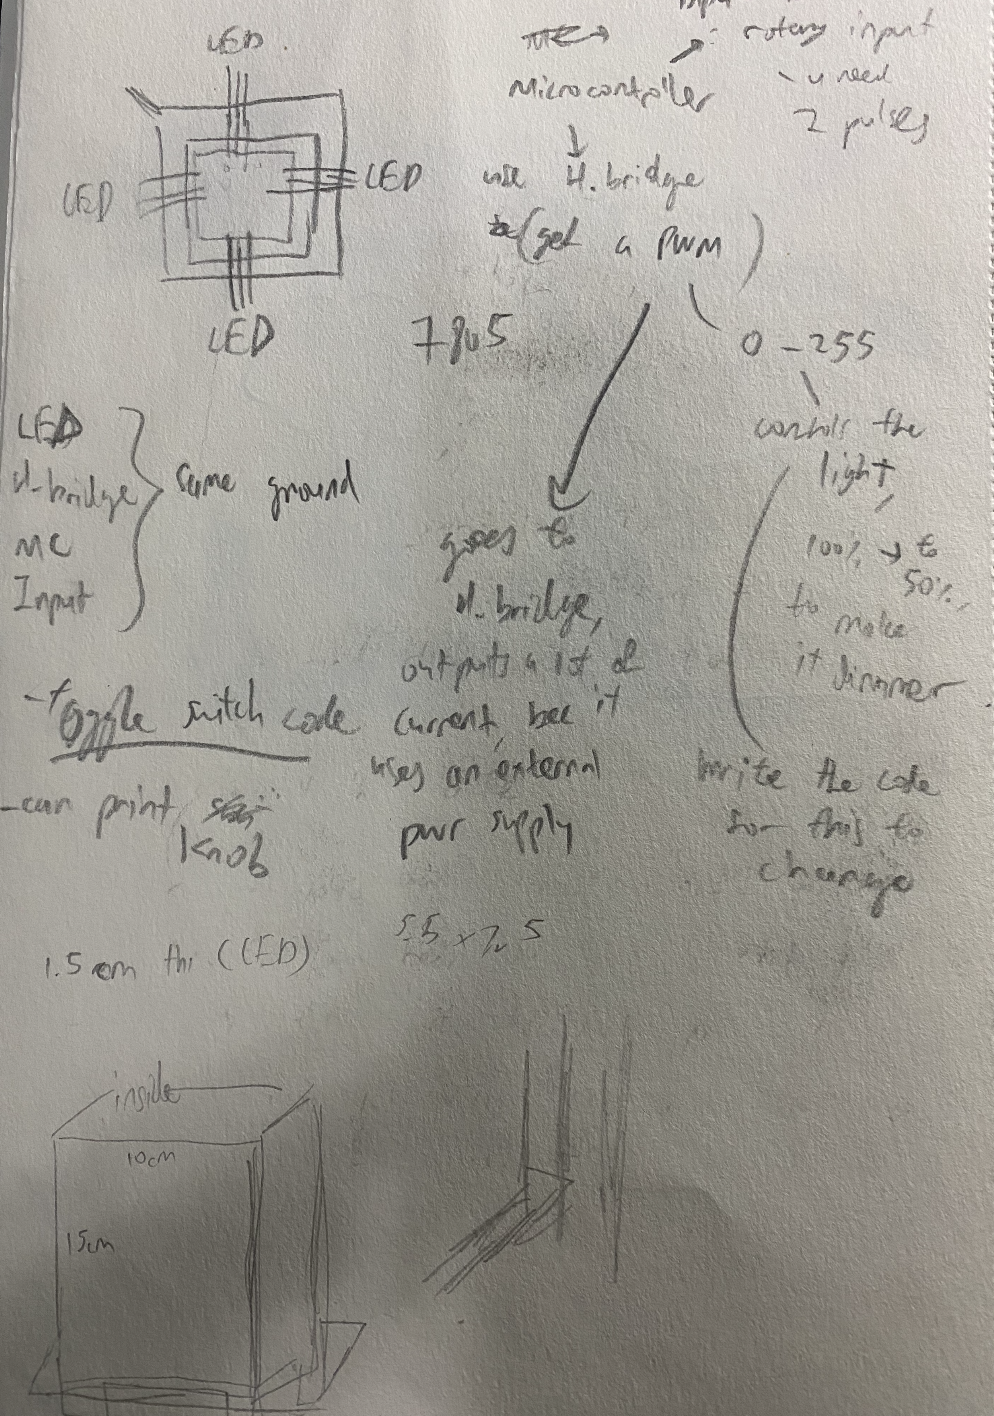 LED.
rotary input
Microcontroller
- u need
2 pulses
LED
LED
use H.bridge
(get a PWM)
LED
7805
0 - 255
controls the
light,
LED
H-bridge
MC
Input
same ground
goes to
H.bridge,
outputs a lot of
current, bec it
uses an external
pwr supply
100% → to
50%,
to make
it dimmer
- toggle switch code
- can print
knob
write the code
for this to
change
1.5 cm thi (LED)
5.5 x 7.5
inside
10cm
15cm